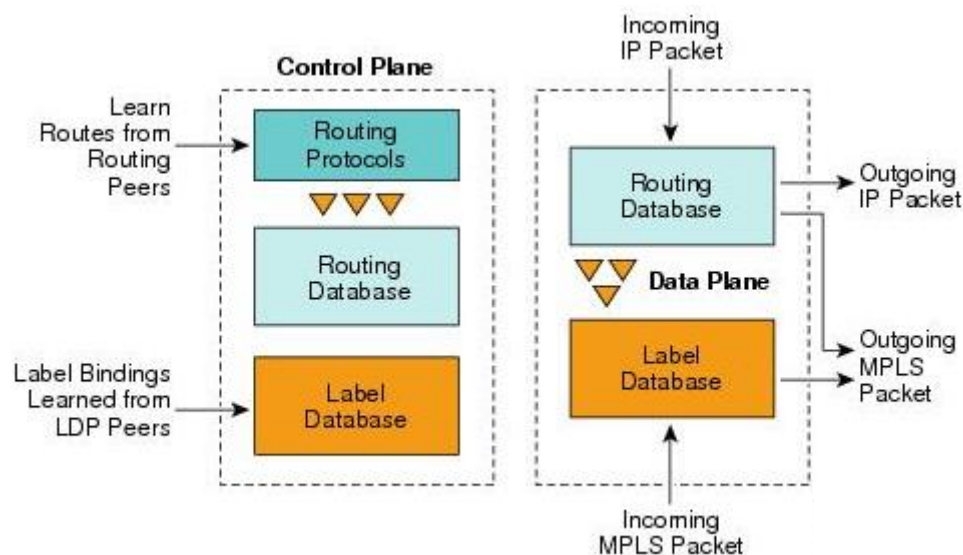 Control Plane
Learn
Routes from
Routing
Peers
Routing
Protocols
Routing
Database
Label Bindings
Learned from
LDP Peers
Label
Database
Incoming
IP Packet
Routing
Database
Outgoing
IP Packet
Data Plane
Label
Database
Outgoing
MPLS
Packet
Incoming
MPLS Packet